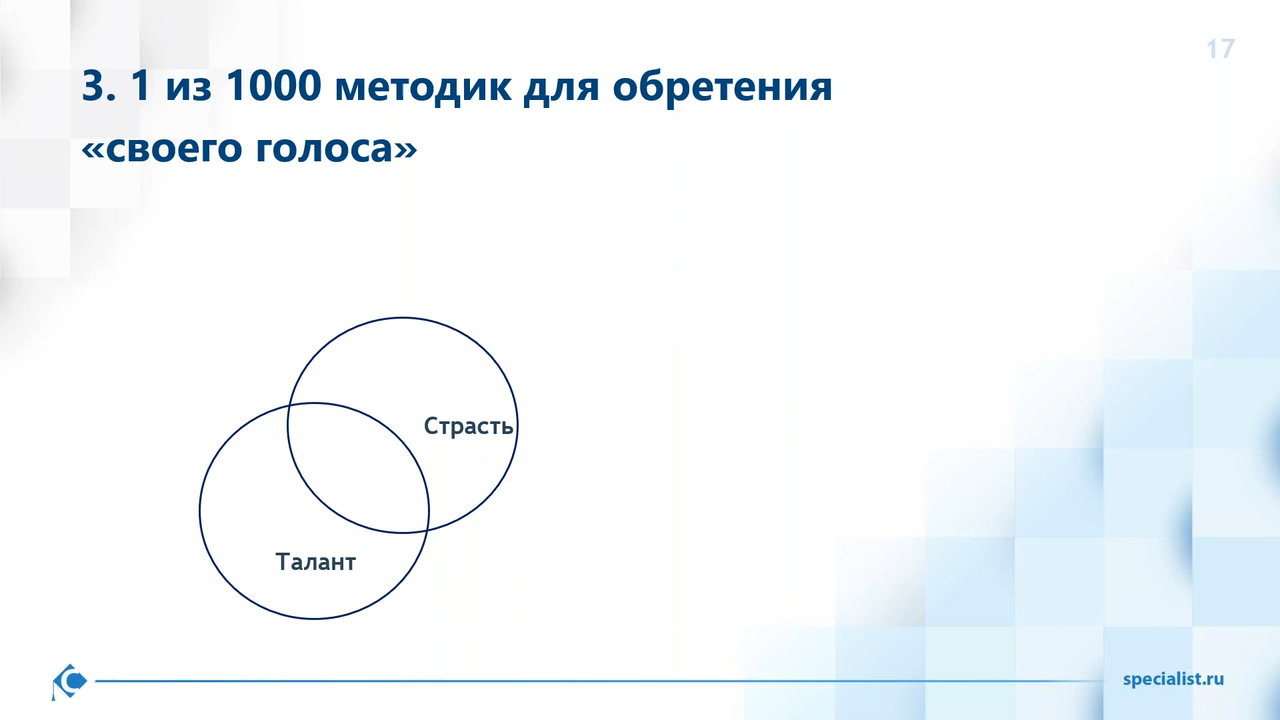 17
3. 1 из 1000 методик для обретения
«своего голоса»
Страсть
Талант
specialist.ru